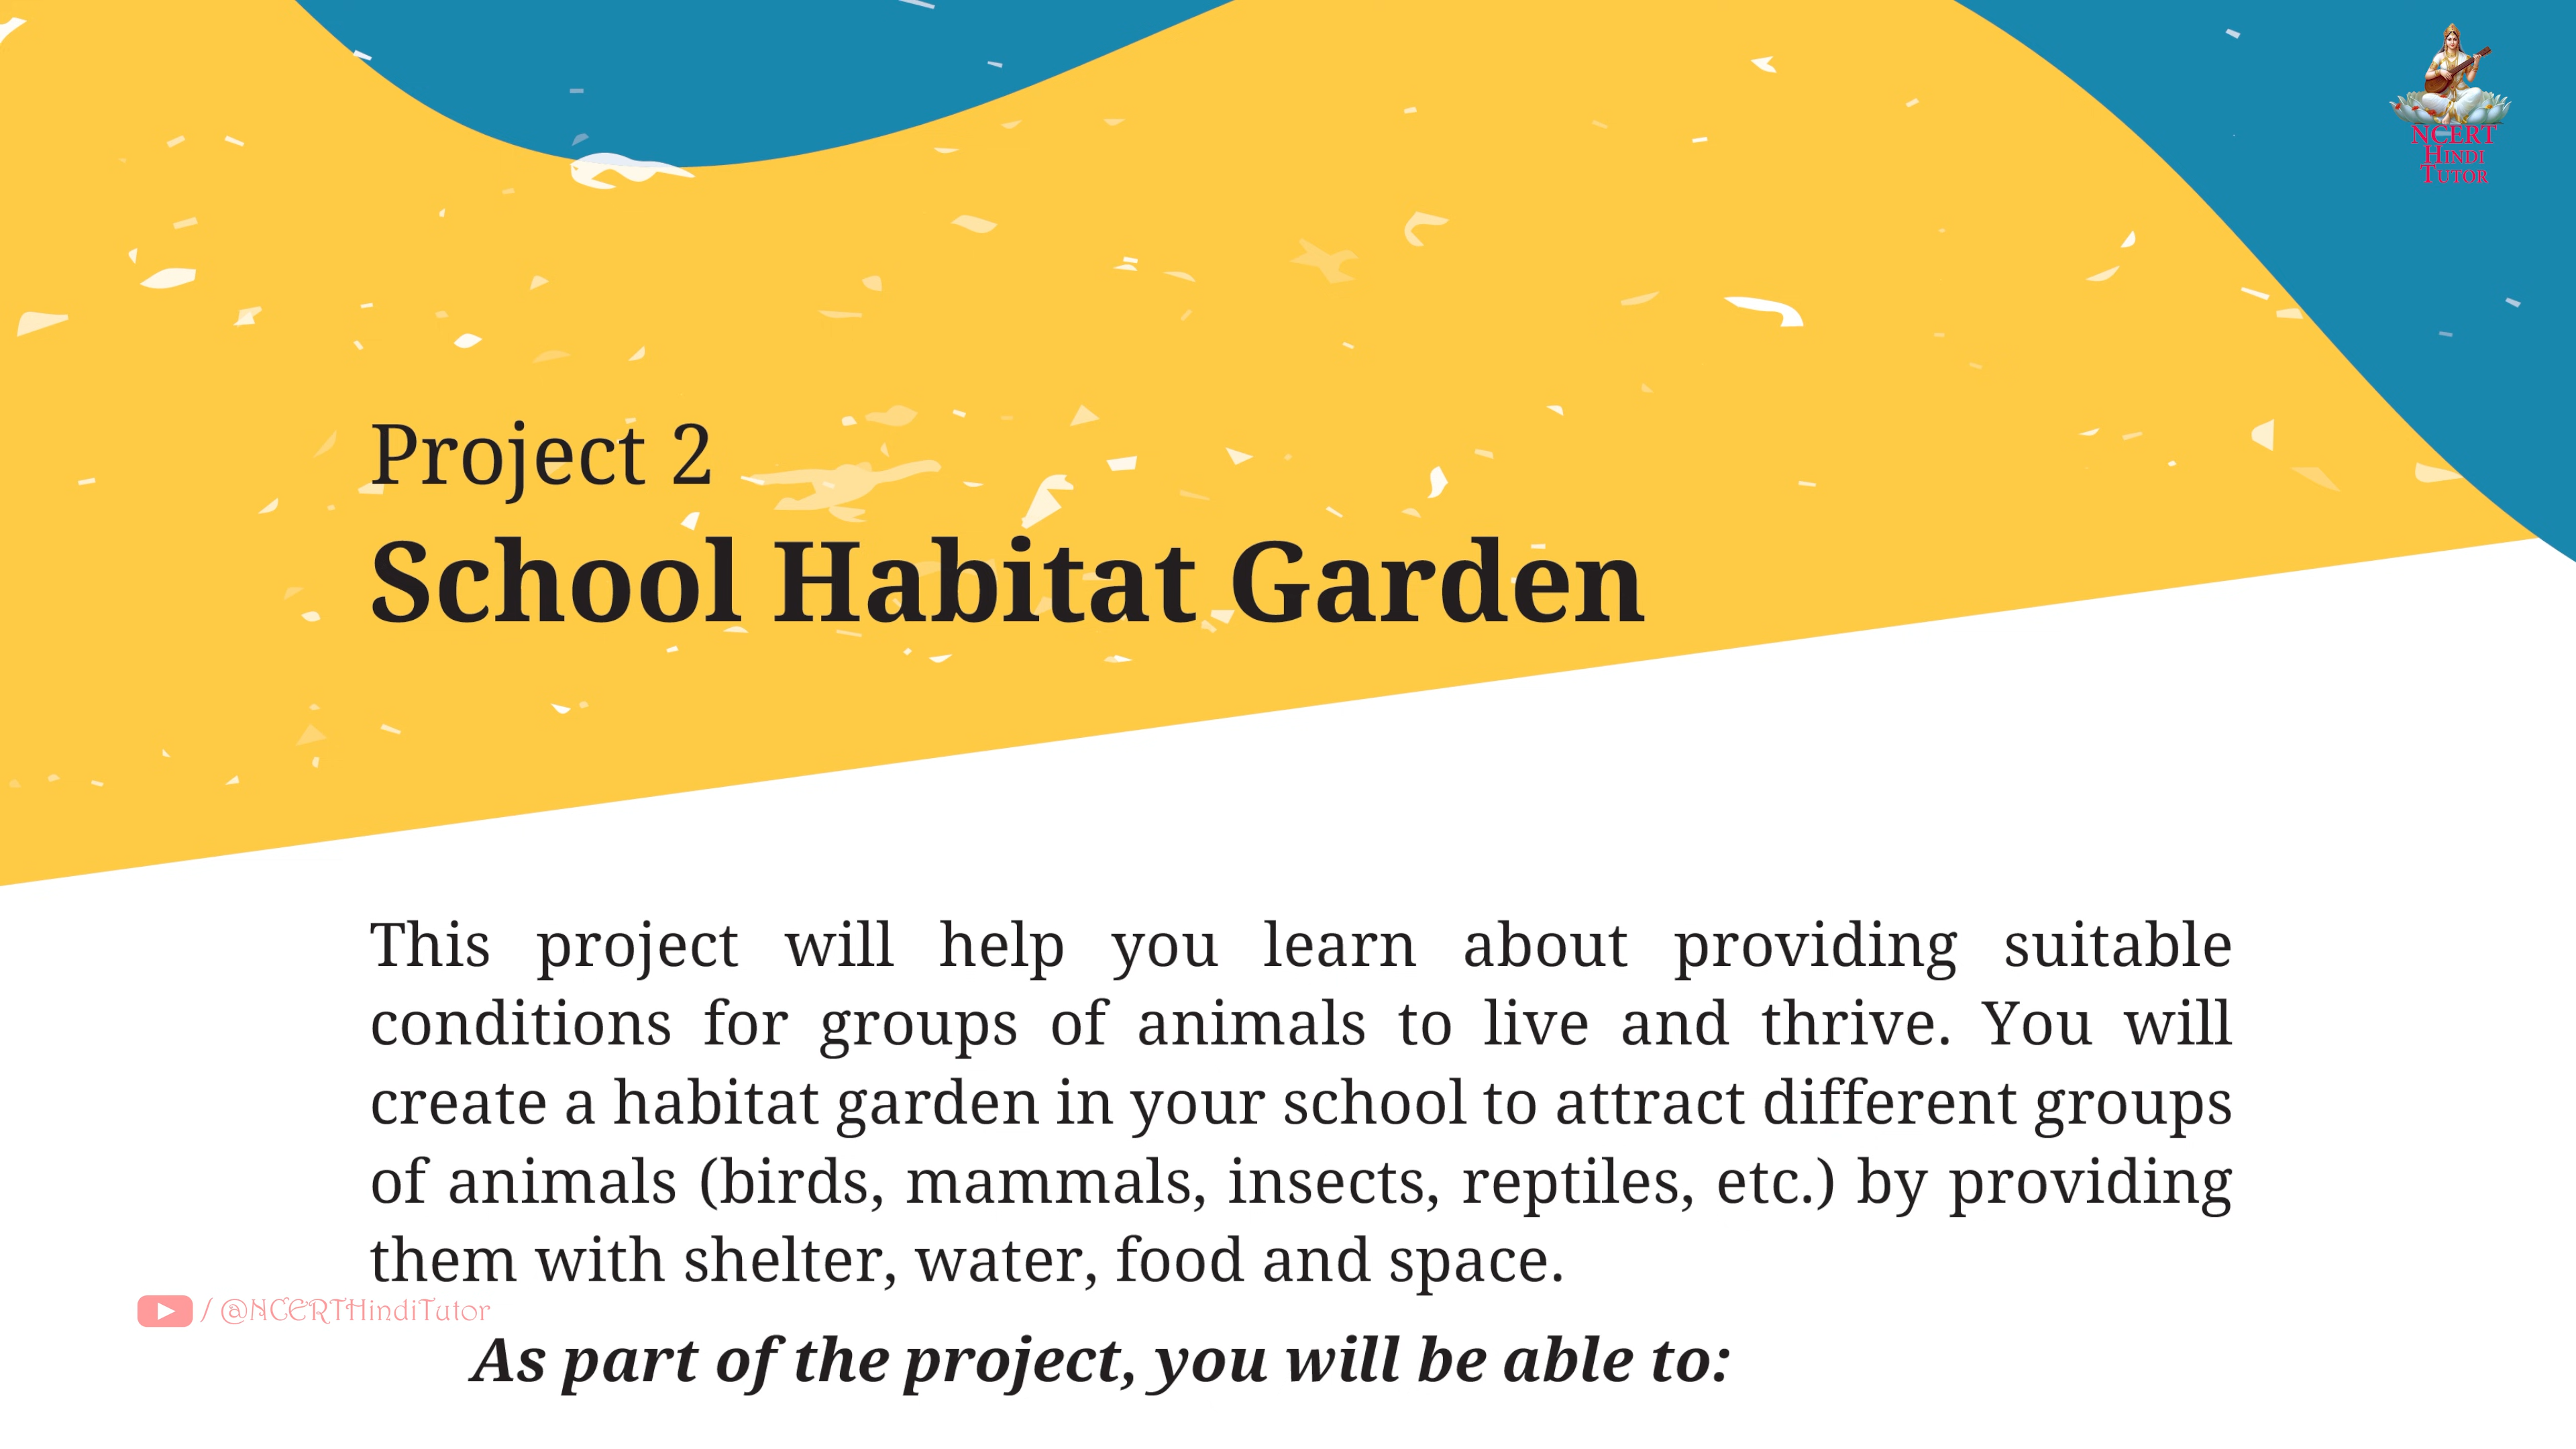 NCERT
HINDI
TUTOR
Project 2
School Habitat Garden
This project will help you learn about providing suitable
conditions for groups of animals to live and thrive. You will
create a habitat garden in your school to attract different groups
of animals (birds, mammals, insects, reptiles, etc.) by providing
them with shelter, water, food and space.
/ @NCERTHindiTutor
As part of the project, you will be able to: